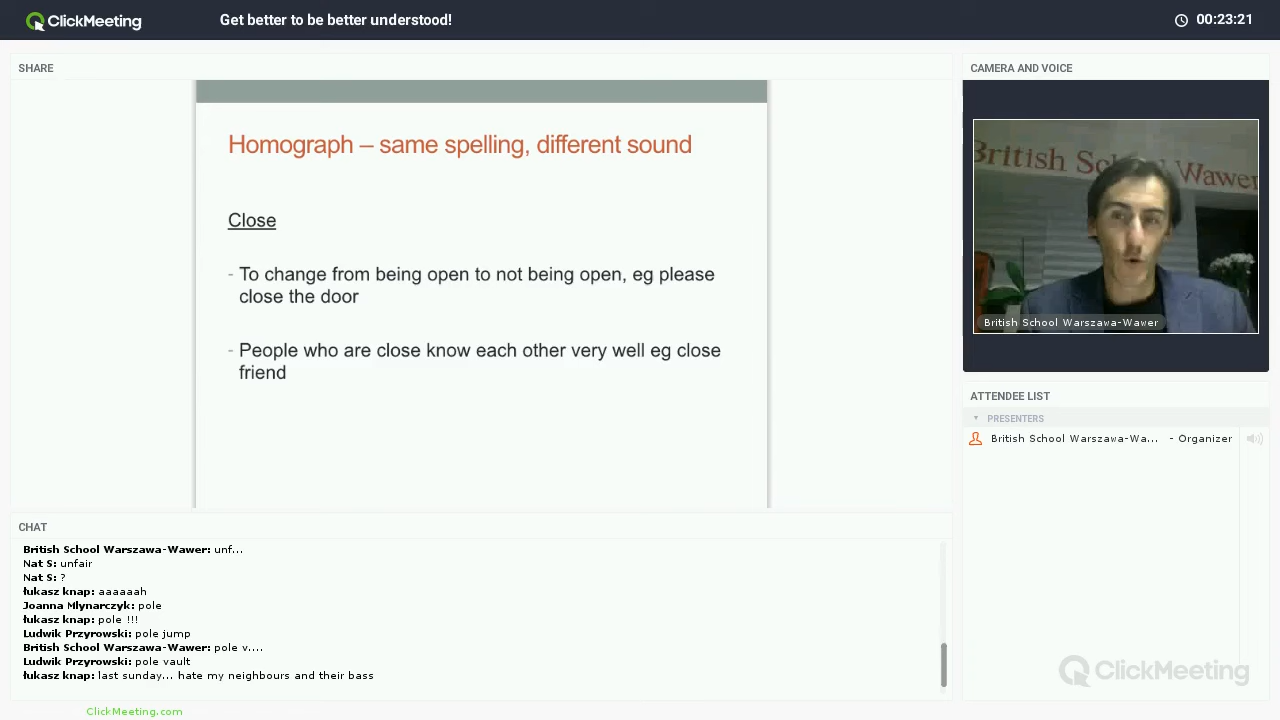 ClickMeeting
Get better to be better understood!
00:23:21
SHARE
CAMERA AND VOICE
Homograph – same spelling, different sound
Close
- To change from being open to not being open, eg please
close the door
- People who are close know each other very well eg close
friend
British School Wawer
British School Warszawa-Wawer
ATTENDEE LIST
PRESENTERS
British School Warszawa-Wa... - Organizer
CHAT
British School Warszawa-Wawer: unf...
Nat S: unfair
Nat S: ?
łukasz knap: aaaaaah
Joanna Mlynarczyk: pole
łukasz knap: pole !!!
Ludwik Przyrowski: pole jump
British School Warszawa-Wawer: pole v....
Ludwik Przyrowski: pole vault
łukasz knap: last sunday... hate my neighbours and their bass
ClickMeeting
ClickMeeting.com